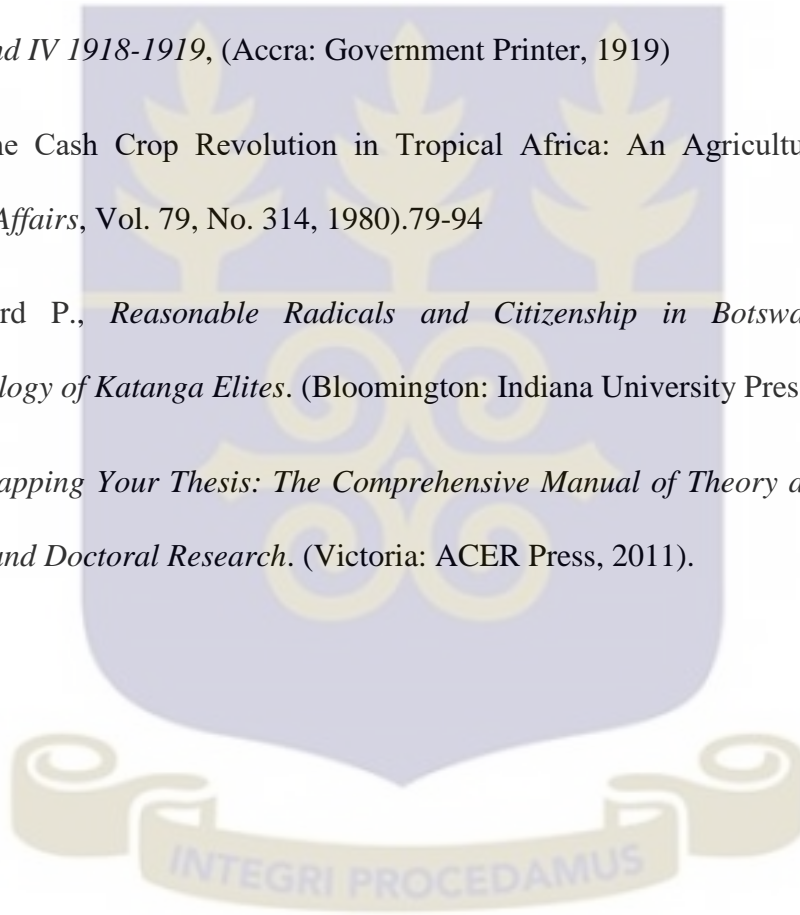 nd IV 1918-1919, (Accra: Government Printer, 1919)
ne Cash Crop Revolution in Tropical Africa: An Agricultu
Affairs, Vol. 79, No. 314, 1980).79-94
rd P., Reasonable Radicals and Citizenship in Botswa
logy of Katanga Elites. (Bloomington: Indiana University Pres
apping Your Thesis: The Comprehensive Manual of Theory a
and Doctoral Research. (Victoria: ACER Press, 2011).
INTEGRI PROCEDAMUS